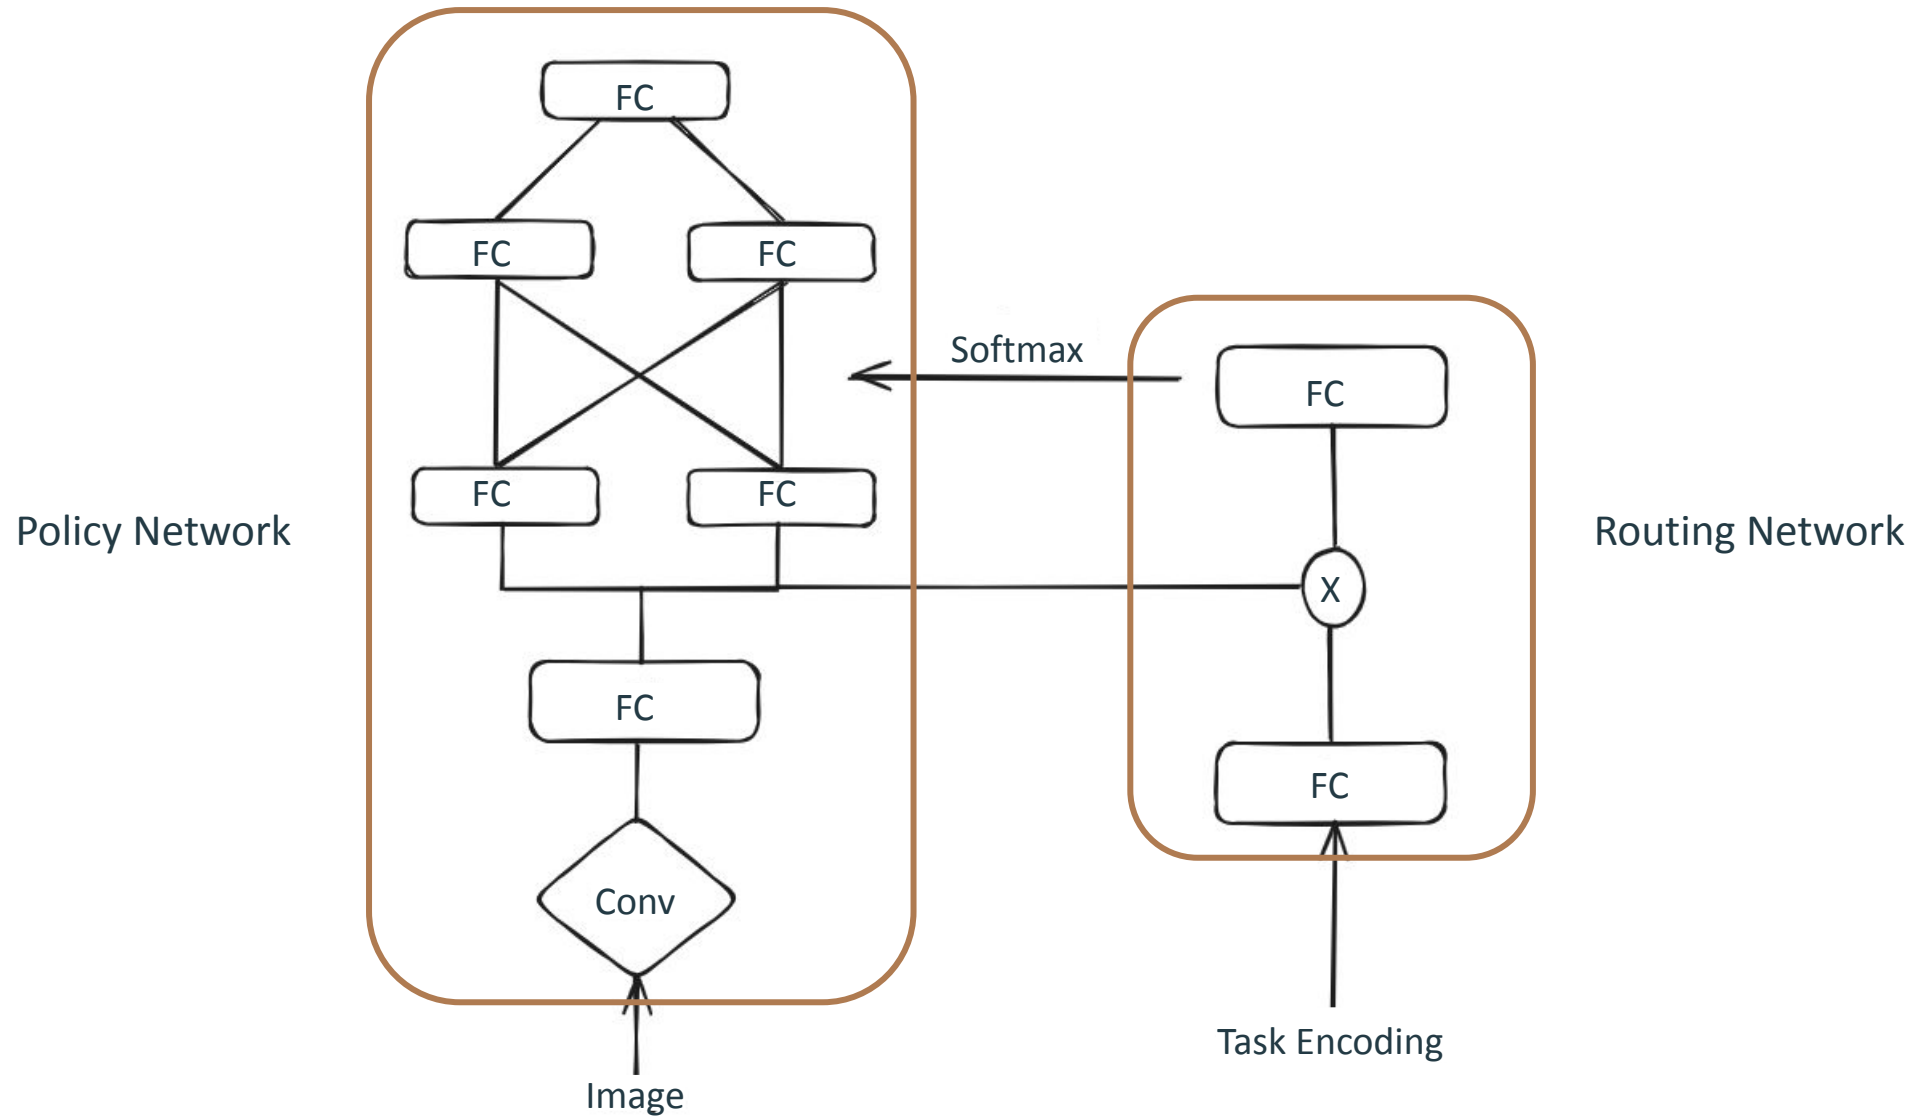 FC
FC
FC
Softmax
FC
FC
FC
Policy Network
Routing Network
X
FC
FC
Conv
Task Encoding
Image